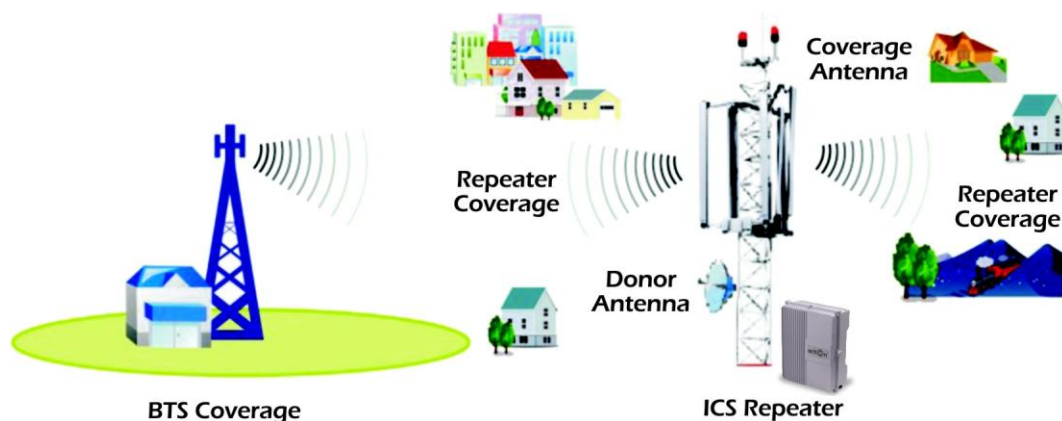 Coverage
Antenna
Repeater
Coverage
Repeater
Coverage
Donor
Antenna
BTS Coverage
ICS Repeater